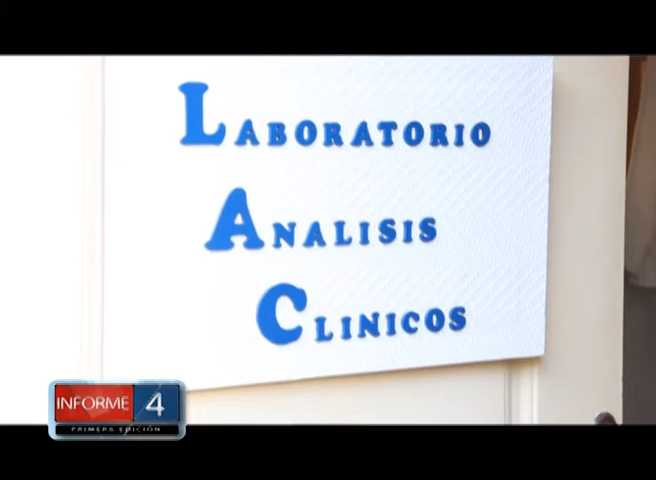 LABORATORIO
ANALISIS
CLINICOS
INFORME 4
PRIMERA EDICIÓN